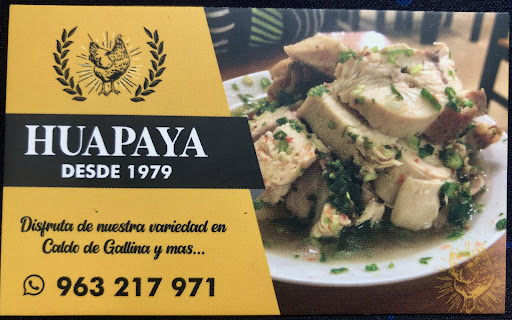 HUAPAYA
DESDE 1979
Disfruta de nuestra variedad en
Caldo de Gallina y mas...
963 217 971